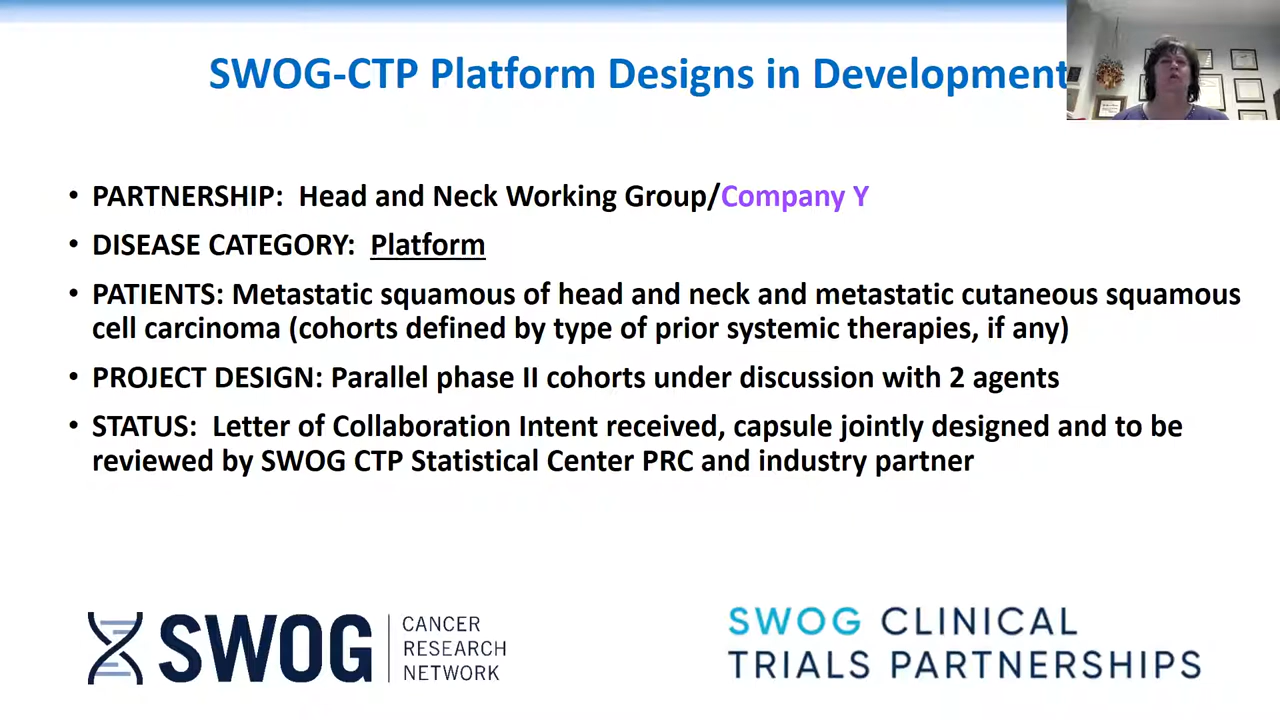 SWOG-CTP Platform Designs in Development
• PARTNERSHIP: Head and Neck Working Group/Company Y
• DISEASE CATEGORY: Platform
• PATIENTS: Metastatic squamous of head and neck and metastatic cutaneous squamous
cell carcinoma (cohorts defined by type of prior systemic therapies, if any)
• PROJECT DESIGN: Parallel phase II cohorts under discussion with 2 agents
• STATUS: Letter of Collaboration Intent received, capsule jointly designed and to be
reviewed by SWOG CTP Statistical Center PRC and industry partner
SWOG
CANCER
RESEARCH
NETWORK
SWOG CLINICAL
TRIALS PARTNERSHIPS